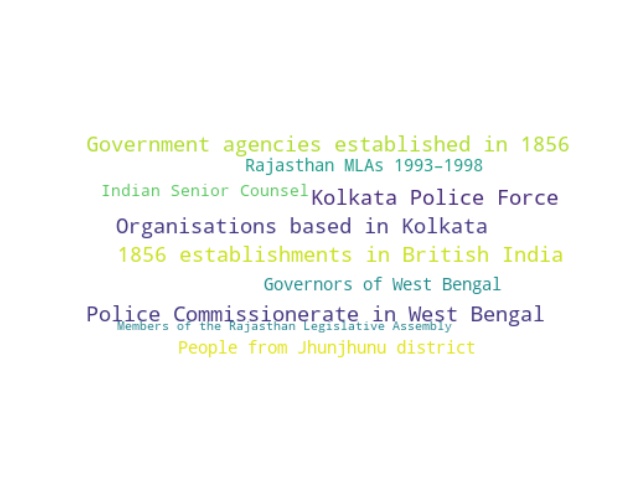 Government agencies established in 1856
Rajasthan MLAs 1993–1998
Indian Senior Counsel
Kolkata Police Force
Organisations based in Kolkata
1856 establishments in British India
Governors of West Bengal
Police Commissionerate in West Bengal
Members of the Rajasthan Legislative Assembly
People from Jhunjhunu district